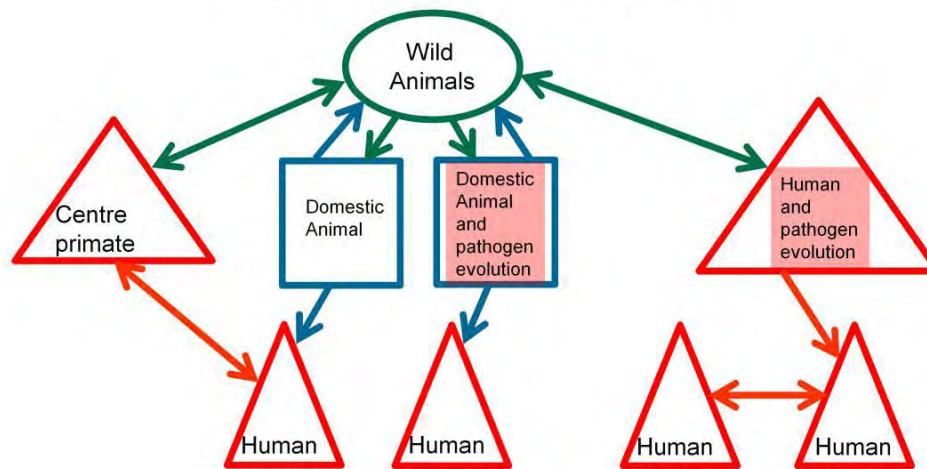 Wild
Animals
Centre
primate
Domestic
Animal
Domestic
Animal
and
pathogen
evolution
Human
and
pathogen
evolution
Human
Human
Human
Human